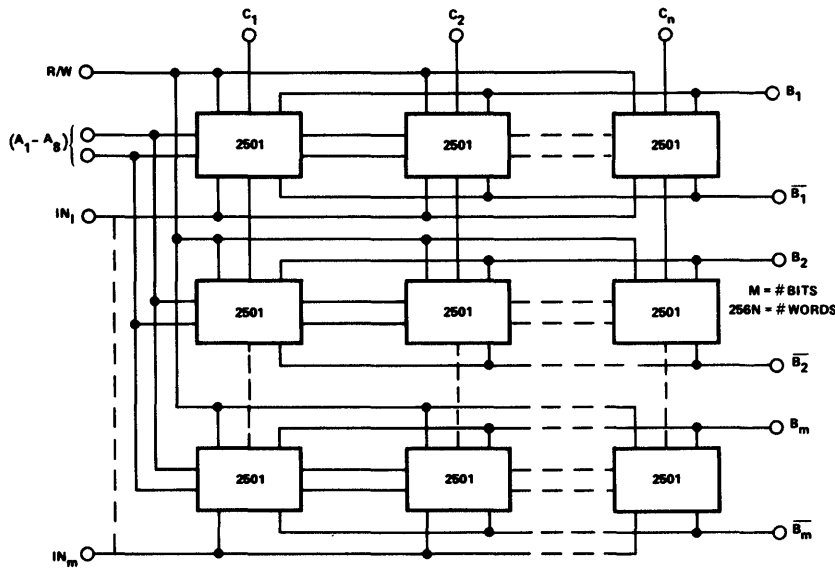 C1 C2 Cn
R/W
B1
(A1 – A8)
2501 2501 2501
B̅1̅
IN1
B2
2501 2501 2501
M = # BITS
256N = # WORDS
B̅2̅
Bm
2501 2501 2501
B̅m̅
INm